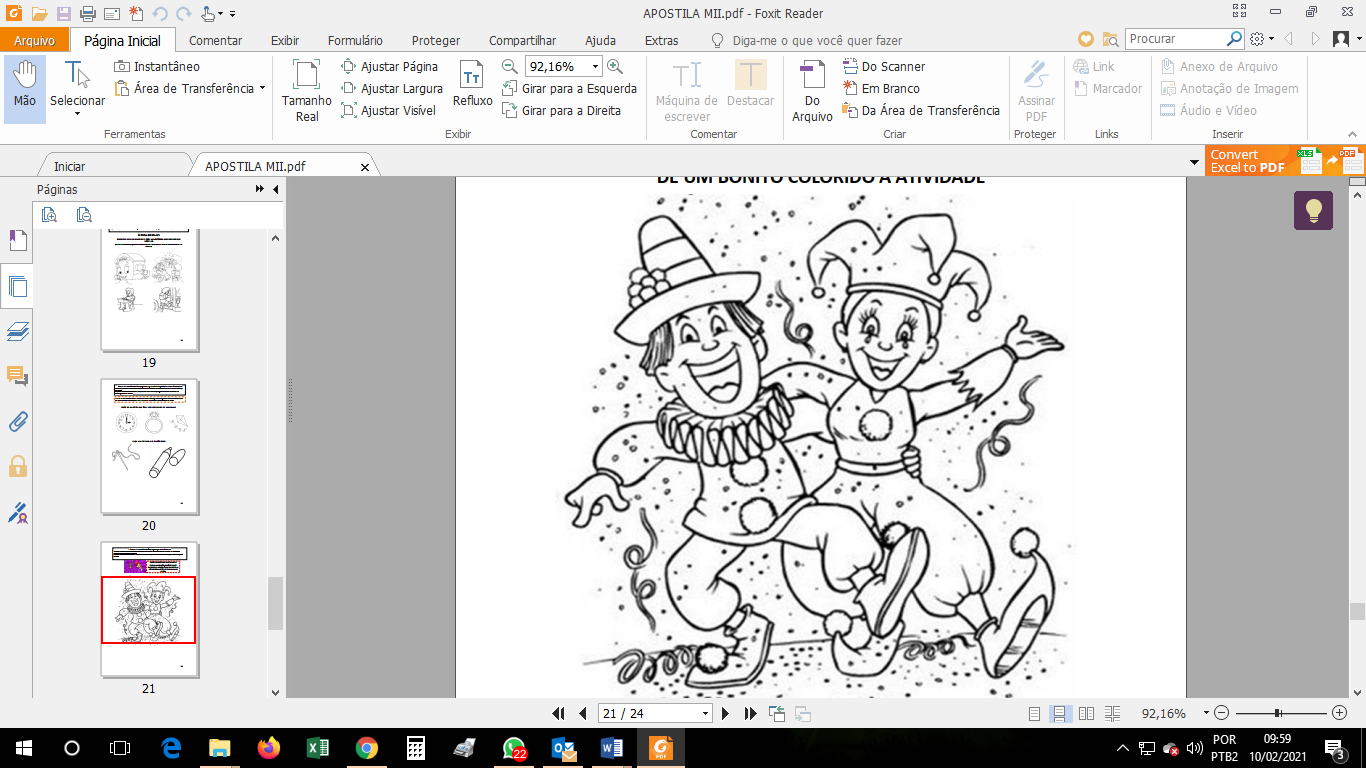 APOSTILA MII.pdf - Foxit Reader
Arquivo
Página Inicial
Comentar
Exibir
Formulário
Proteger
Compartilhar
Ajuda
Extras
Diga-me o que você quer fazer
Procurar
Mão
Selecionar
Instantâneo
Área de Transferência
Ferramentas
Tamanho Real
Ajustar Página
Ajustar Largura
Ajustar Visível
Refluxo
92,16%
Girar para a Esquerda
Girar para a Direita
Exibir
Máquina de escrever
Destacar
Comentar
Do Arquivo
Do Scanner
Em Branco
Da Área de Transferência
Criar
Assinar PDF
Proteger
Link
Marcador
Links
Anexo de Arquivo
Anotação de Imagem
Áudio e Vídeo
Inserir
Iniciar
APOSTILA MII.pdf
Convert
Excel to PDF
XLS
PDF
Páginas
19
20
21
DÊ UM BONITO COLORIDO A ATIVIDADE
21 / 24
92,16%
22
PDF
POR
PTB2
09:59
10/02/2021
3